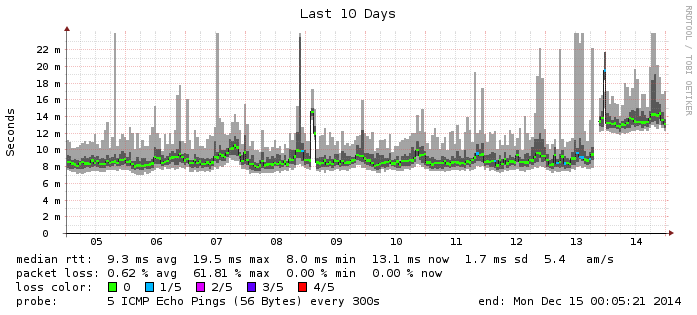 Last 10 Days
RRDTOOL / TOBI OETIKER
Seconds
22 m
20 m
18 m
16 m
14 m
12 m
10 m
8 m
6 m
4 m
2 m
0
05 06 07 08 09 10 11 12 13 14
median rtt: 9.3 ms avg 19.5 ms max 8.0 ms min 13.1 ms now 1.7 ms sd 5.4 am/s
packet loss: 0.62 % avg 61.81 % max 0.00 % min 0.00 % now
loss color: 0 1/5 2/5 3/5 4/5
probe: 5 ICMP Echo Pings (56 Bytes) every 300s end: Mon Dec 15 00:05:21 2014